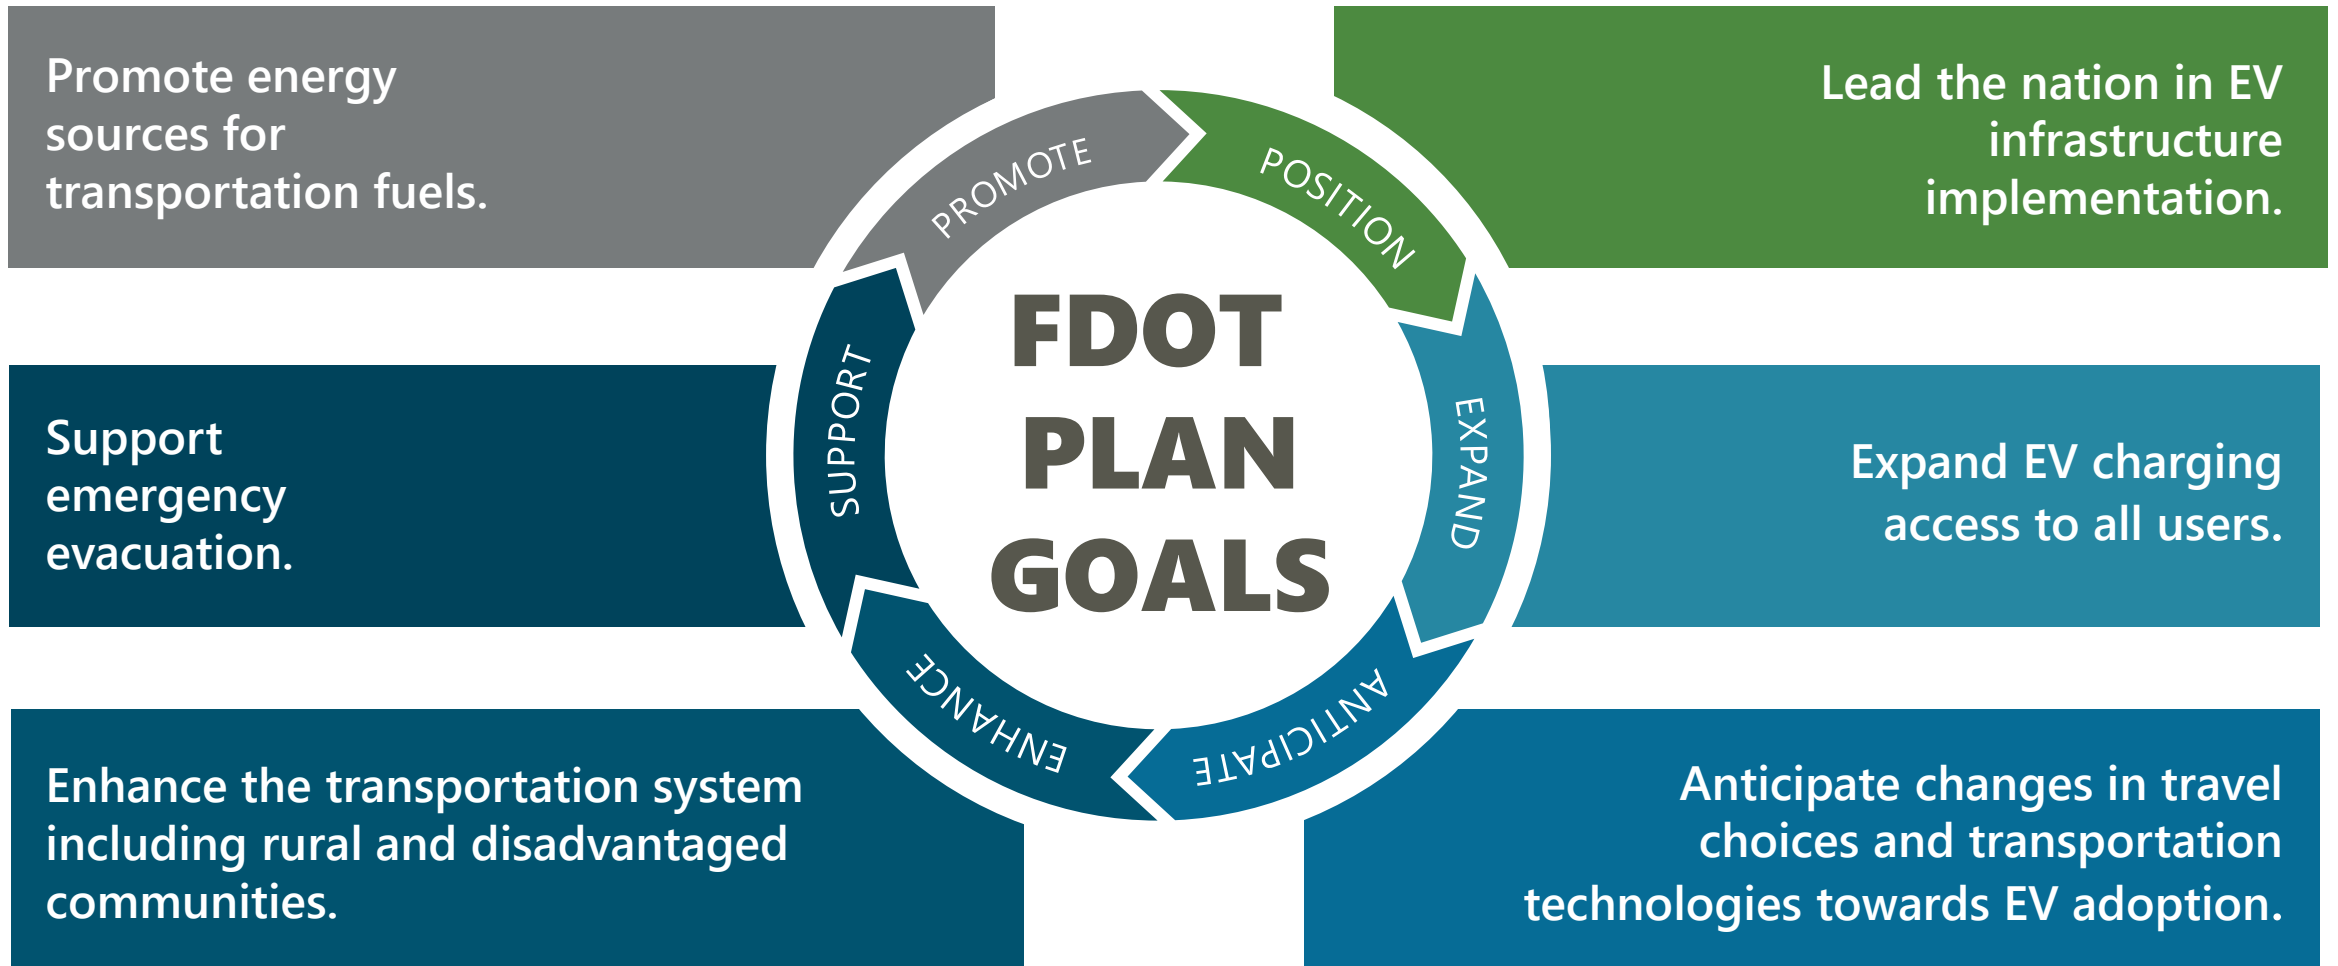 Promote energy
sources for
transportation fuels.
Lead the nation in EV
infrastructure
implementation.
PROMOTE
POSITION
FDOT
PLAN
GOALS
SUPPORT
EXPAND
Support
emergency
evacuation.
Expand EV charging
access to all users.
ENHANCE
ANTICIPATE
Enhance the transportation system
including rural and disadvantaged
communities.
Anticipate changes in travel
choices and transportation
technologies towards EV adoption.